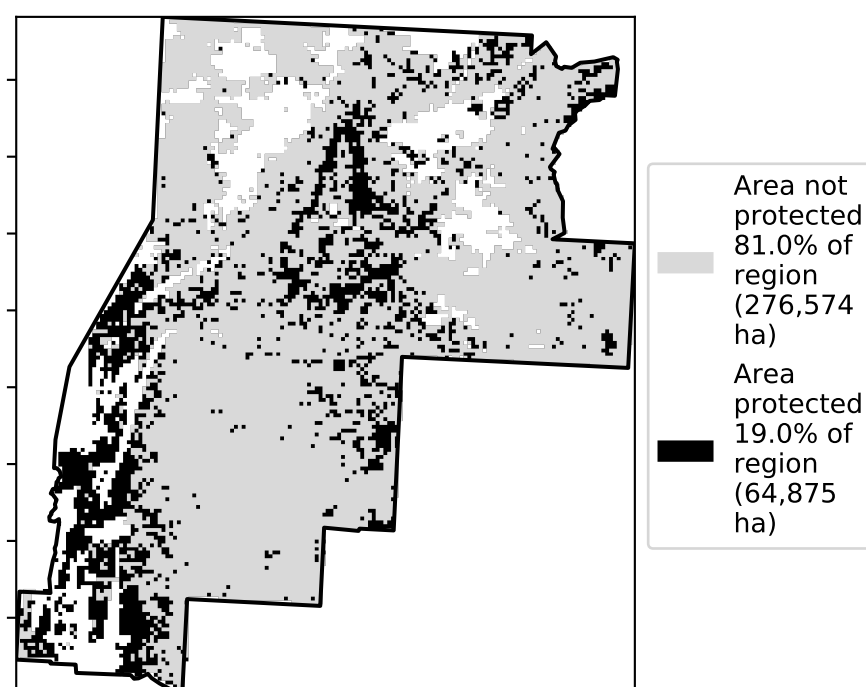 Area not
protected
81.0% of
region
(276,574
ha)
Area
protected
19.0% of
region
(64,875
ha)